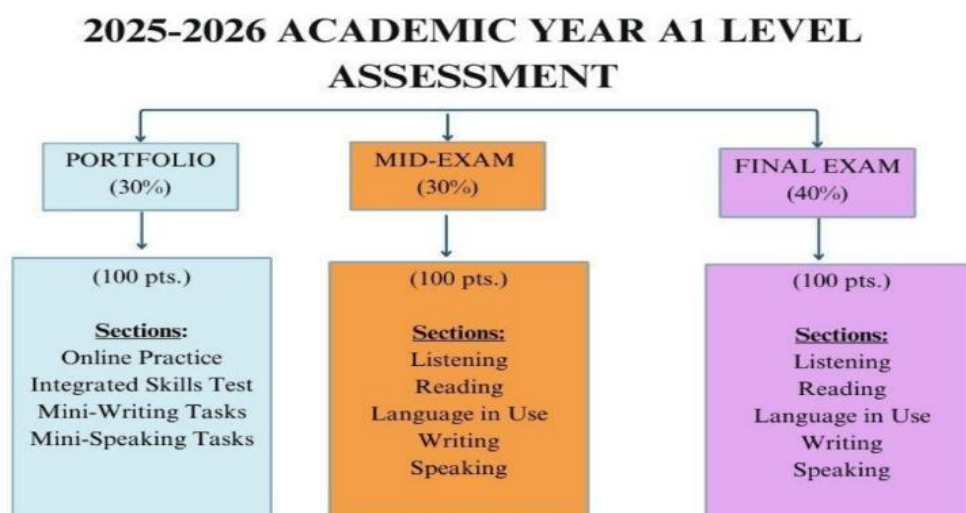 2025-2026 ACADEMIC YEAR A1 LEVEL
ASSESSMENT
PORTFOLIO
(30%)
MID-EXAM
(30%)
FINAL EXAM
(40%)
(100 pts.)
Sections:
Online Practice
Integrated Skills Test
Mini-Writing Tasks
Mini-Speaking Tasks
(100 pts.)
Sections:
Listening
Reading
Language in Use
Writing
Speaking
(100 pts.)
Sections:
Listening
Reading
Language in Use
Writing
Speaking